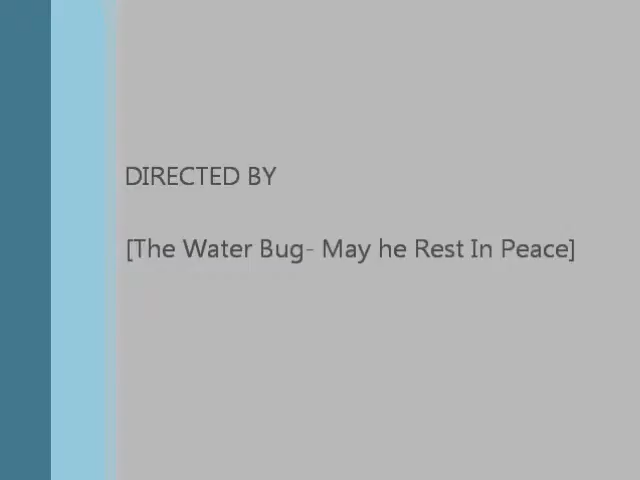 DIRECTED BY
[The Water Bug- May he Rest In Peace]